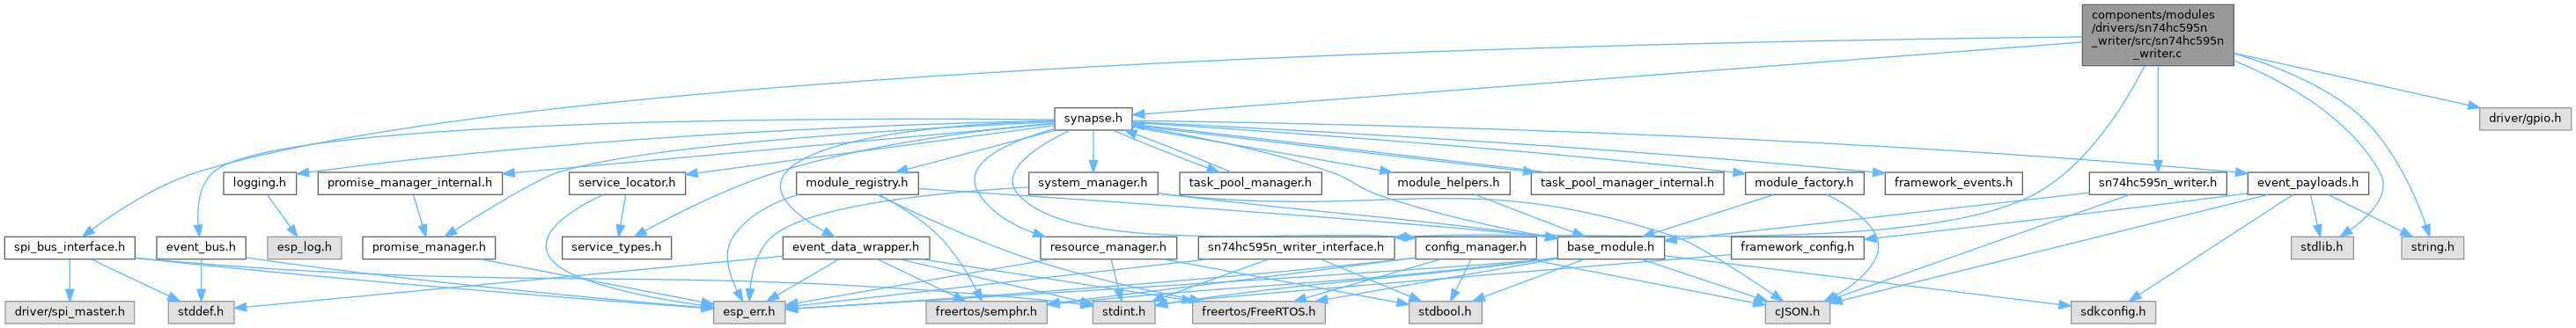 components/modules
/drivers/sn74hc595n
_writer/src/sn74hc595n
_writer.c
synapse.h
driver/gpio.h
logging.h
promise_manager_internal.h
service_locator.h
module_registry.h
system_manager.h
task_pool_manager.h
module_helpers.h
task_pool_manager_internal.h
module_factory.h
framework_events.h
sn74hc595n_writer.h
event_payloads.h
spi_bus_interface.h
event_bus.h
esp_log.h
promise_manager.h
service_types.h
event_data_wrapper.h
resource_manager.h
sn74hc595n_writer_interface.h
config_manager.h
base_module.h
framework_config.h
stdlib.h
string.h
driver/spi_master.h
stddef.h
esp_err.h
freertos/semphr.h
stdint.h
freertos/FreeRTOS.h
stdbool.h
cJSON.h
sdkconfig.h